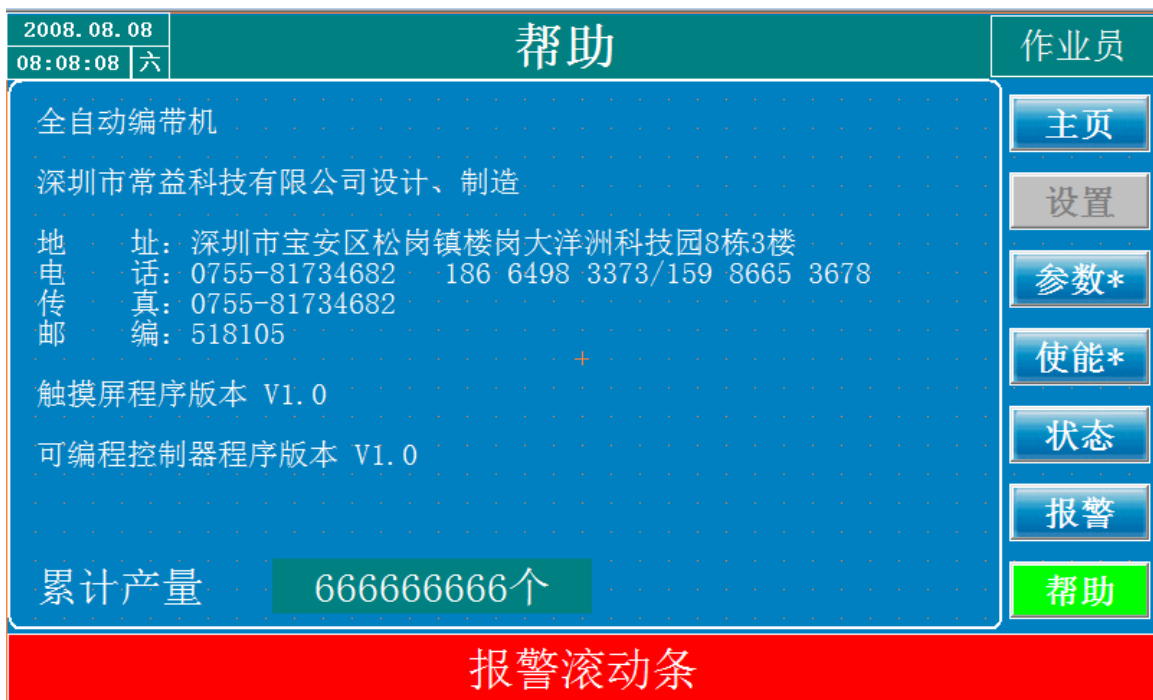 2008.08.08
08:08:08 六
帮助
作业员
全自动编带机
深圳市常益科技有限公司设计、制造
地 址：深圳市宝安区松岗镇楼岗大洋洲科技园8栋3楼
电 话：0755-81734682 186 6498 3373/159 8665 3678
传 真：0755-81734682
邮 编：518105
触摸屏程序版本 V1.0
可编程控制器程序版本 V1.0
累计产量 666666666个
主页
设置
参数*
使能*
状态
报警
帮助
报警滚动条